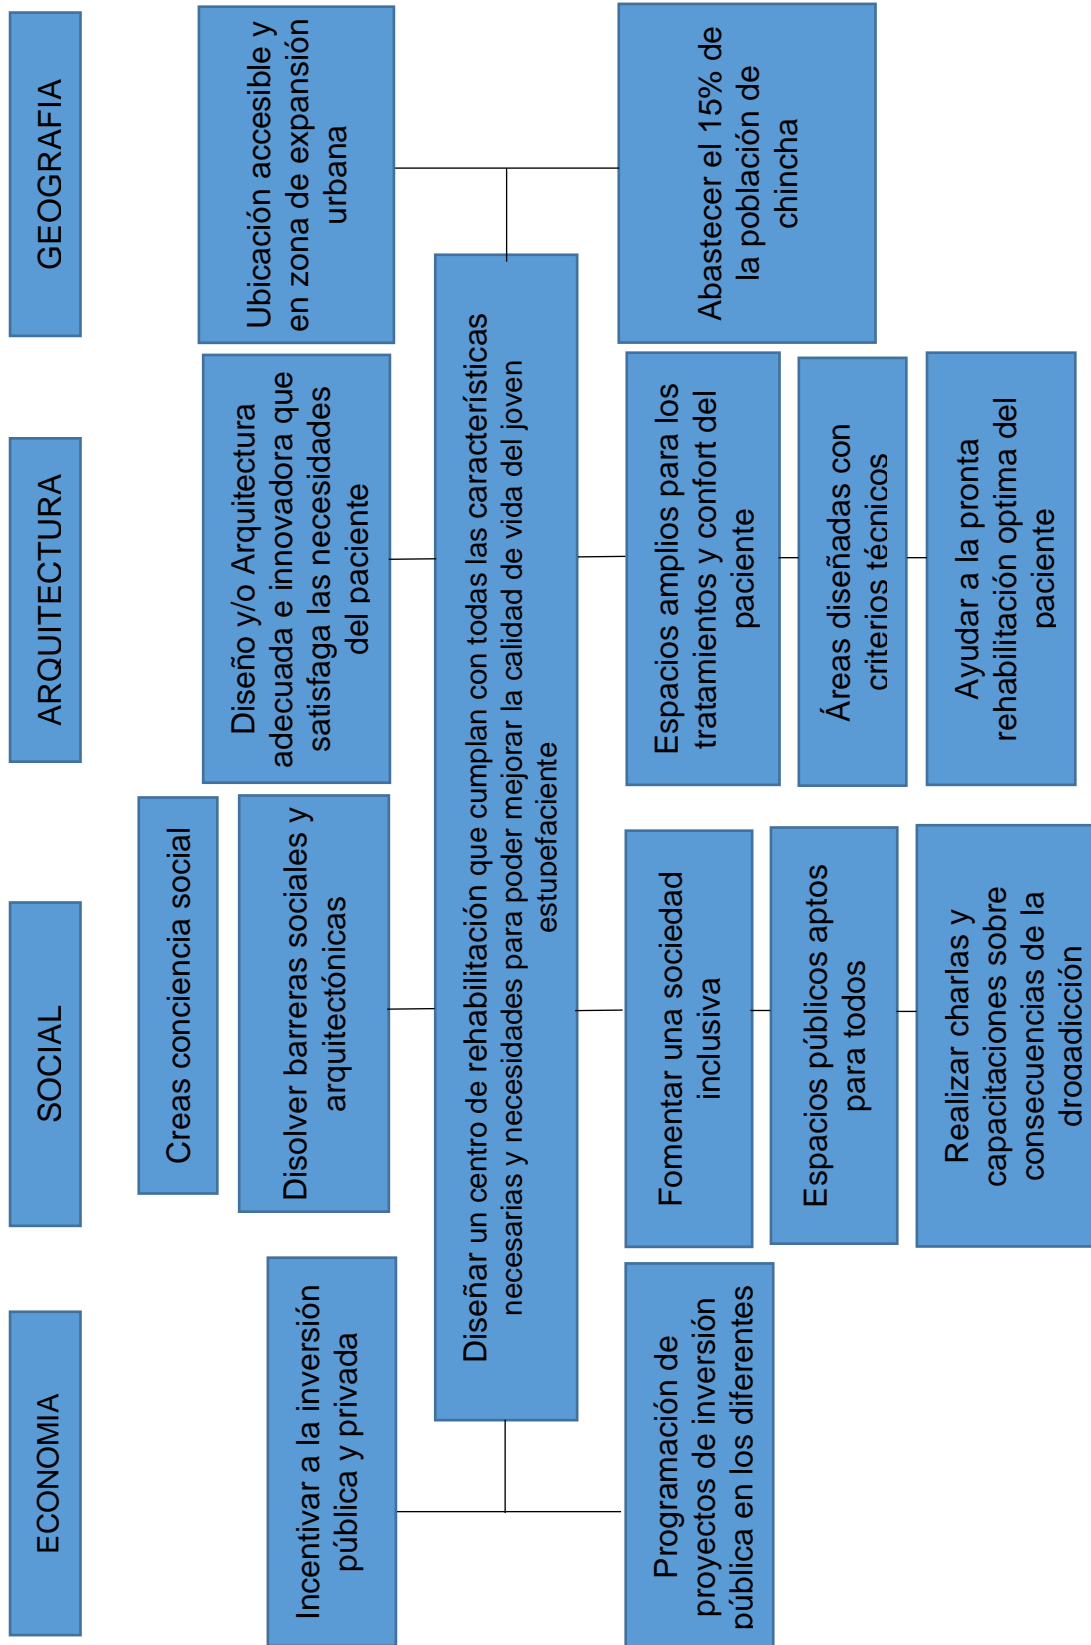 ECONOMIA
SOCIAL
ARQUITECTURA
GEOGRAFIA
Incentivar a la inversión
pública y privada
Creas conciencia social
Disolver barreras sociales y
arquitectónicas
Diseño y/o Arquitectura
adecuada e innovadora que
satisfaga las necesidades
del paciente
Ubicación accesible y
en zona de expansión
urbana
Diseñar un centro de rehabilitación que cumplan con todas las características
necesarias y necesidades para poder mejorar la calidad de vida del joven
estupefaciente
Programación de
proyectos de inversión
pública en los diferentes
Fomentar una sociedad
inclusiva
Espacios públicos aptos
para todos
Realizar charlas y
capacitaciones sobre
consecuencias de la
drogadicción
Espacios amplios para los
tratamientos y confort del
paciente
Áreas diseñadas con
criterios técnicos
Ayudar a la pronta
rehabilitación optima del
paciente
Abastecer el 15% de
la población de
chincha